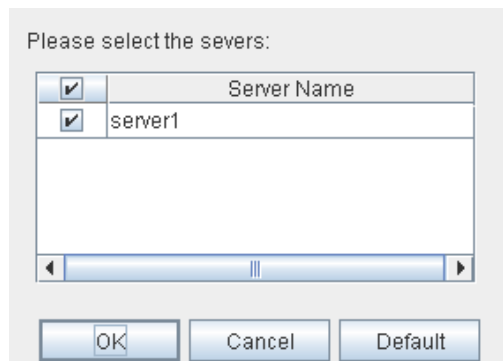 Please select the severs:
Server Name
server1
OK
Cancel
Default